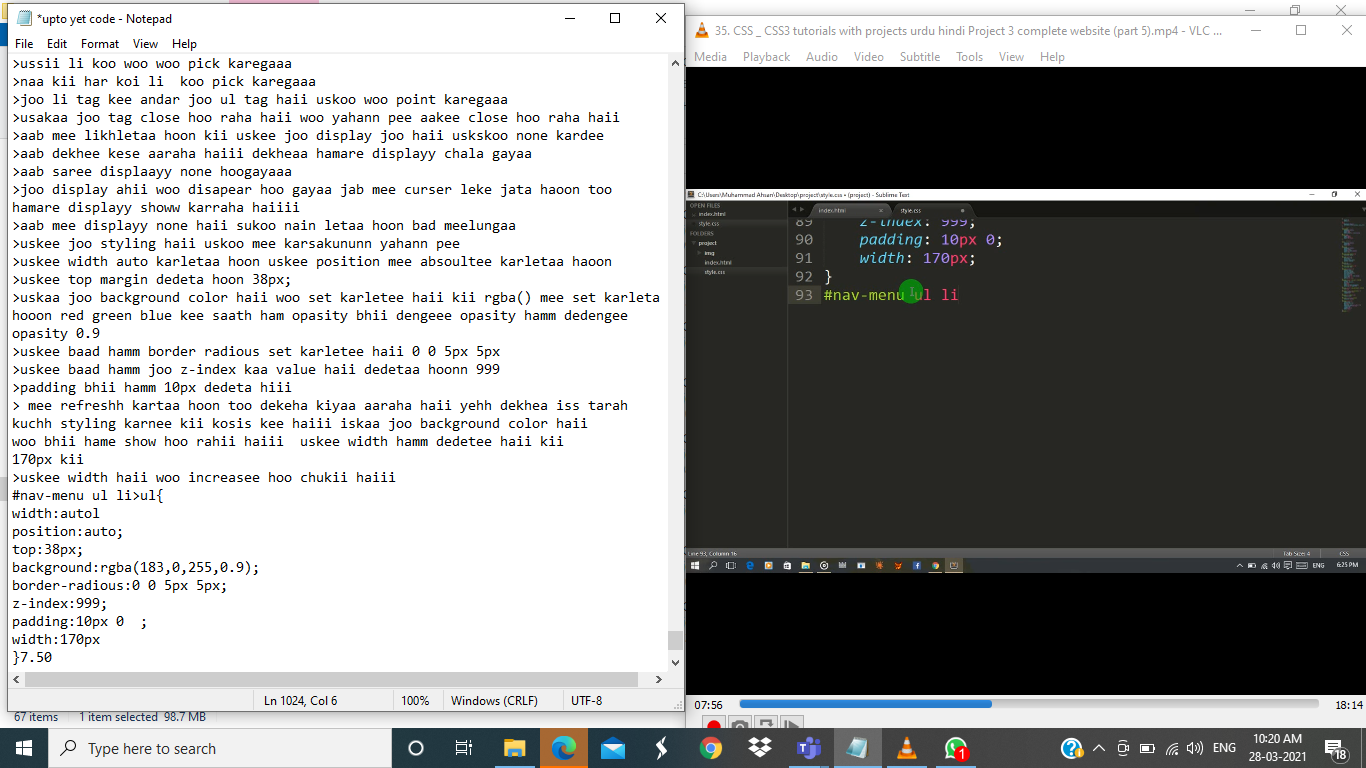 *upto yet code - Notepad
File Edit Format View Help
>ussii li koo woo woo pick karegaaa
>naa kii har koi li  koo pick karegaaa
>joo li tag kee andar joo ul tag haii uskoo woo point karegaaa
>usakaa joo tag close hoo raha haii woo yahann pee aakee close hoo raha haii
>aab mee likhletaa hoon kii uskee joo display joo haii uskskoo none kardee
>aab dekhee kese aaraha haiii dekheaa hamare displayy chala gayaa
>aab saree displaayy none hoogayaaa
>joo display ahii woo disapear hoo gayaa jab mee curser leke jata haoon too
hamare displayy showw karraha haiiii
>aab mee displayy none haii sukoo nain letaa hoon bad meelungaa
>uskee joo styling haii uskoo mee karsakununn yahann pee
>uskee width auto karletaa hoon uskee position mee absoultee karletaa haoon
>uskee top margin dedeta hoon 38px;
>uskaa joo background color haii woo set karletee haii kii rgba() mee set karleta
hooon red green blue kee saath ham opasity bhii dengeee opasity hamm dedengee
opasity 0.9
>uskee baad hamm border radious set karletee haii 0 0 5px 5px
>uskee baad hamm joo z-index kaa value haii dedetaa hoonn 999
>padding bhii hamm 10px dedeta hiii
> mee refreshh kartaa hoon too dekeha kiyaa aaraha haii yehh dekhea iss tarah
kuchh styling karnee kii kosis kee haiii iskaa joo background color haii
woo bhii hame show hoo rahii haiii  uskee width hamm dedetee haii kii
170px kii
>uskee width haii woo increasee hoo chukii haiii
#nav-menu ul li>ul{
width:autol
position:auto;
top:38px;
background:rgba(183,0,255,0.9);
border-radious:0 0 5px 5px;
z-index:999;
padding:10px 0  ;
width:170px
}7.50
Ln 1024, Col 6 100% Windows (CRLF) UTF-8
67 items 1 item selected 98.7 MB
35. CSS _ CSS3 tutorials with projects urdu hindi Project 3 complete website (part 5).mp4 - VLC ...
Media Playback Audio Video Subtitle Tools View Help
C:\Users\Muhammad Ahsan\Desktop\project\style.css • (project) - Sublime Text
OPEN FILES
index.html
style.css
FOLDERS
project
img
index.html
style.css
index.html style.css
89 z-index: 999;
90 padding: 10px 0;
91 width: 170px;
92 }
93 #nav-menu ul li
Line 93, Column 16 Tab Size: 4 CSS
ENG 6:25 PM
07:56 18:14
Type here to search
1
ENG
10:20 AM
28-03-2021
18